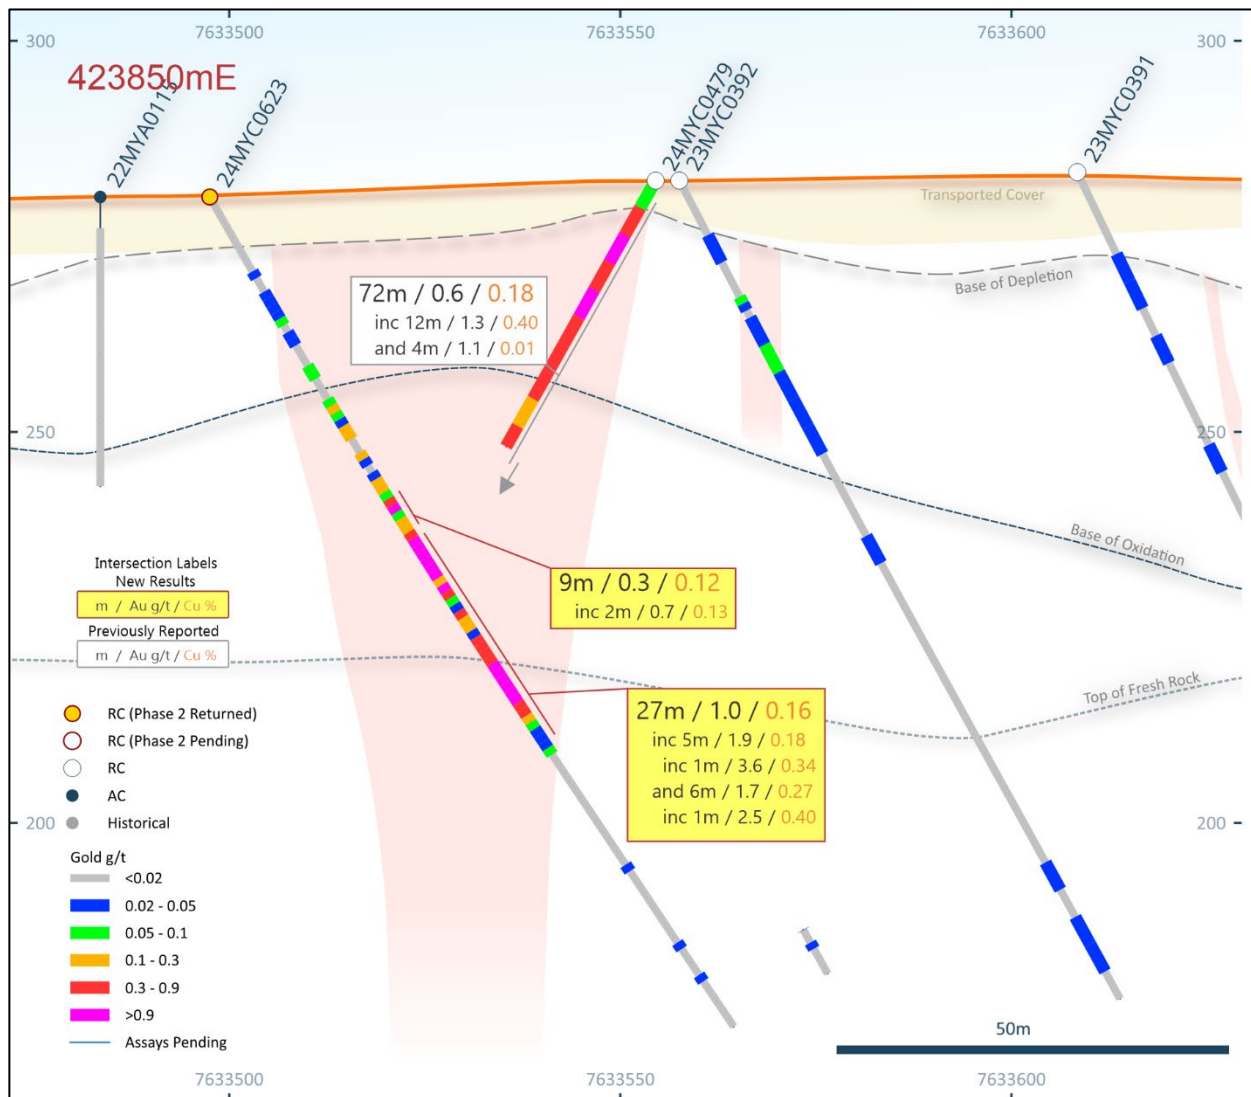 7633500
7633550
7633600
300
300
423850mE
22MYA0115
24MYC0623
24MYC0479
23MYC0392
23MYC0391
Transported Cover
Base of Depletion
72m / 0.6 / 0.18
inc 12m / 1.3 / 0.40
and 4m / 1.1 / 0.01
250
250
Base of Oxidation
9m / 0.3 / 0.12
inc 2m / 0.7 / 0.13
Intersection Labels
New Results
m / Au g/t / Cu %
Previously Reported
m / Au g/t / Cu %
Top of Fresh Rock
27m / 1.0 / 0.16
inc 5m / 1.9 / 0.18
inc 1m / 3.6 / 0.34
and 6m / 1.7 / 0.27
inc 1m / 2.5 / 0.40
RC (Phase 2 Returned)
RC (Phase 2 Pending)
RC
AC
Historical
200
200
Gold g/t
<0.02
0.02 - 0.05
0.05 - 0.1
0.1 - 0.3
0.3 - 0.9
>0.9
Assays Pending
50m
7633500
7633550
7633600